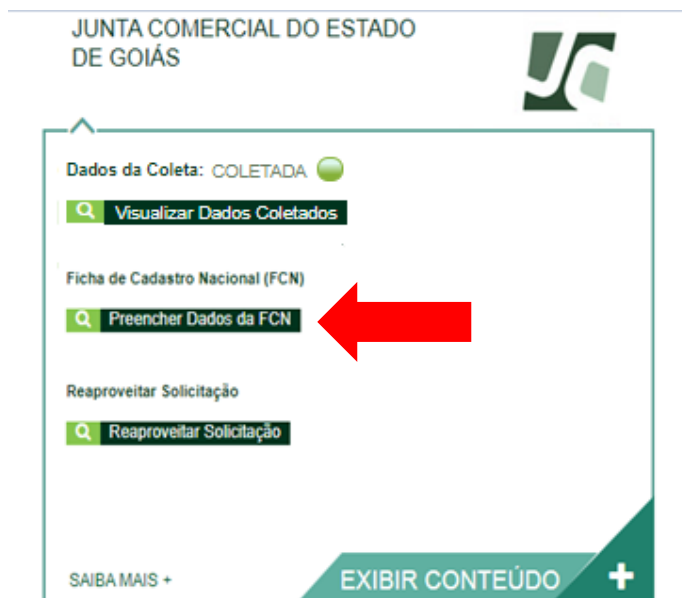 JUNTA COMERCIAL DO ESTADO
DE GOIÁS
JC
Dados da Coleta: COLETADA
Visualizar Dados Coletados
Ficha de Cadastro Nacional (FCN)
Preencher Dados da FCN
Reaproveitar Solicitação
Reaproveitar Solicitação
SAIBA MAIS +
EXIBIR CONTEÚDO +